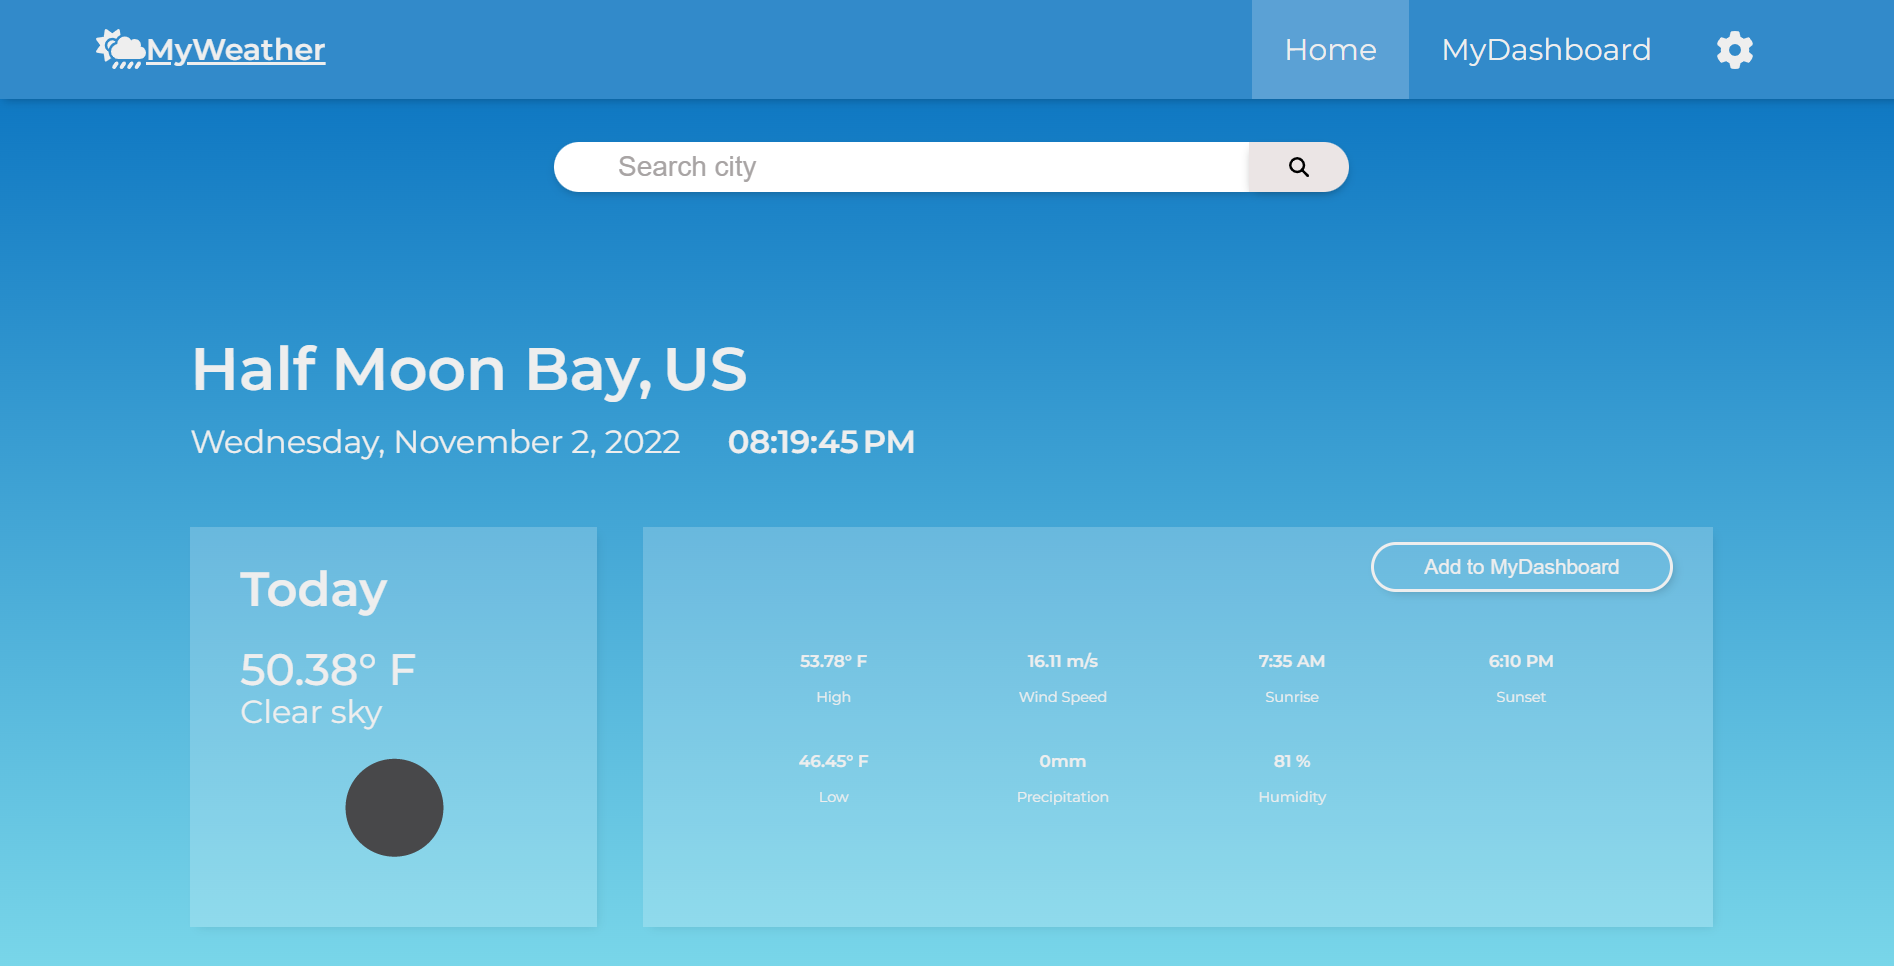 MyWeather
Home
MyDashboard
Search city
Half Moon Bay, US
Wednesday, November 2, 2022 08:19:45 PM
Today
50.38° F
Clear sky
Add to MyDashboard
53.78° F 16.11 m/s 7:35 AM 6:10 PM
High Wind Speed Sunrise Sunset
46.45° F 0mm 81 %
Low Precipitation Humidity